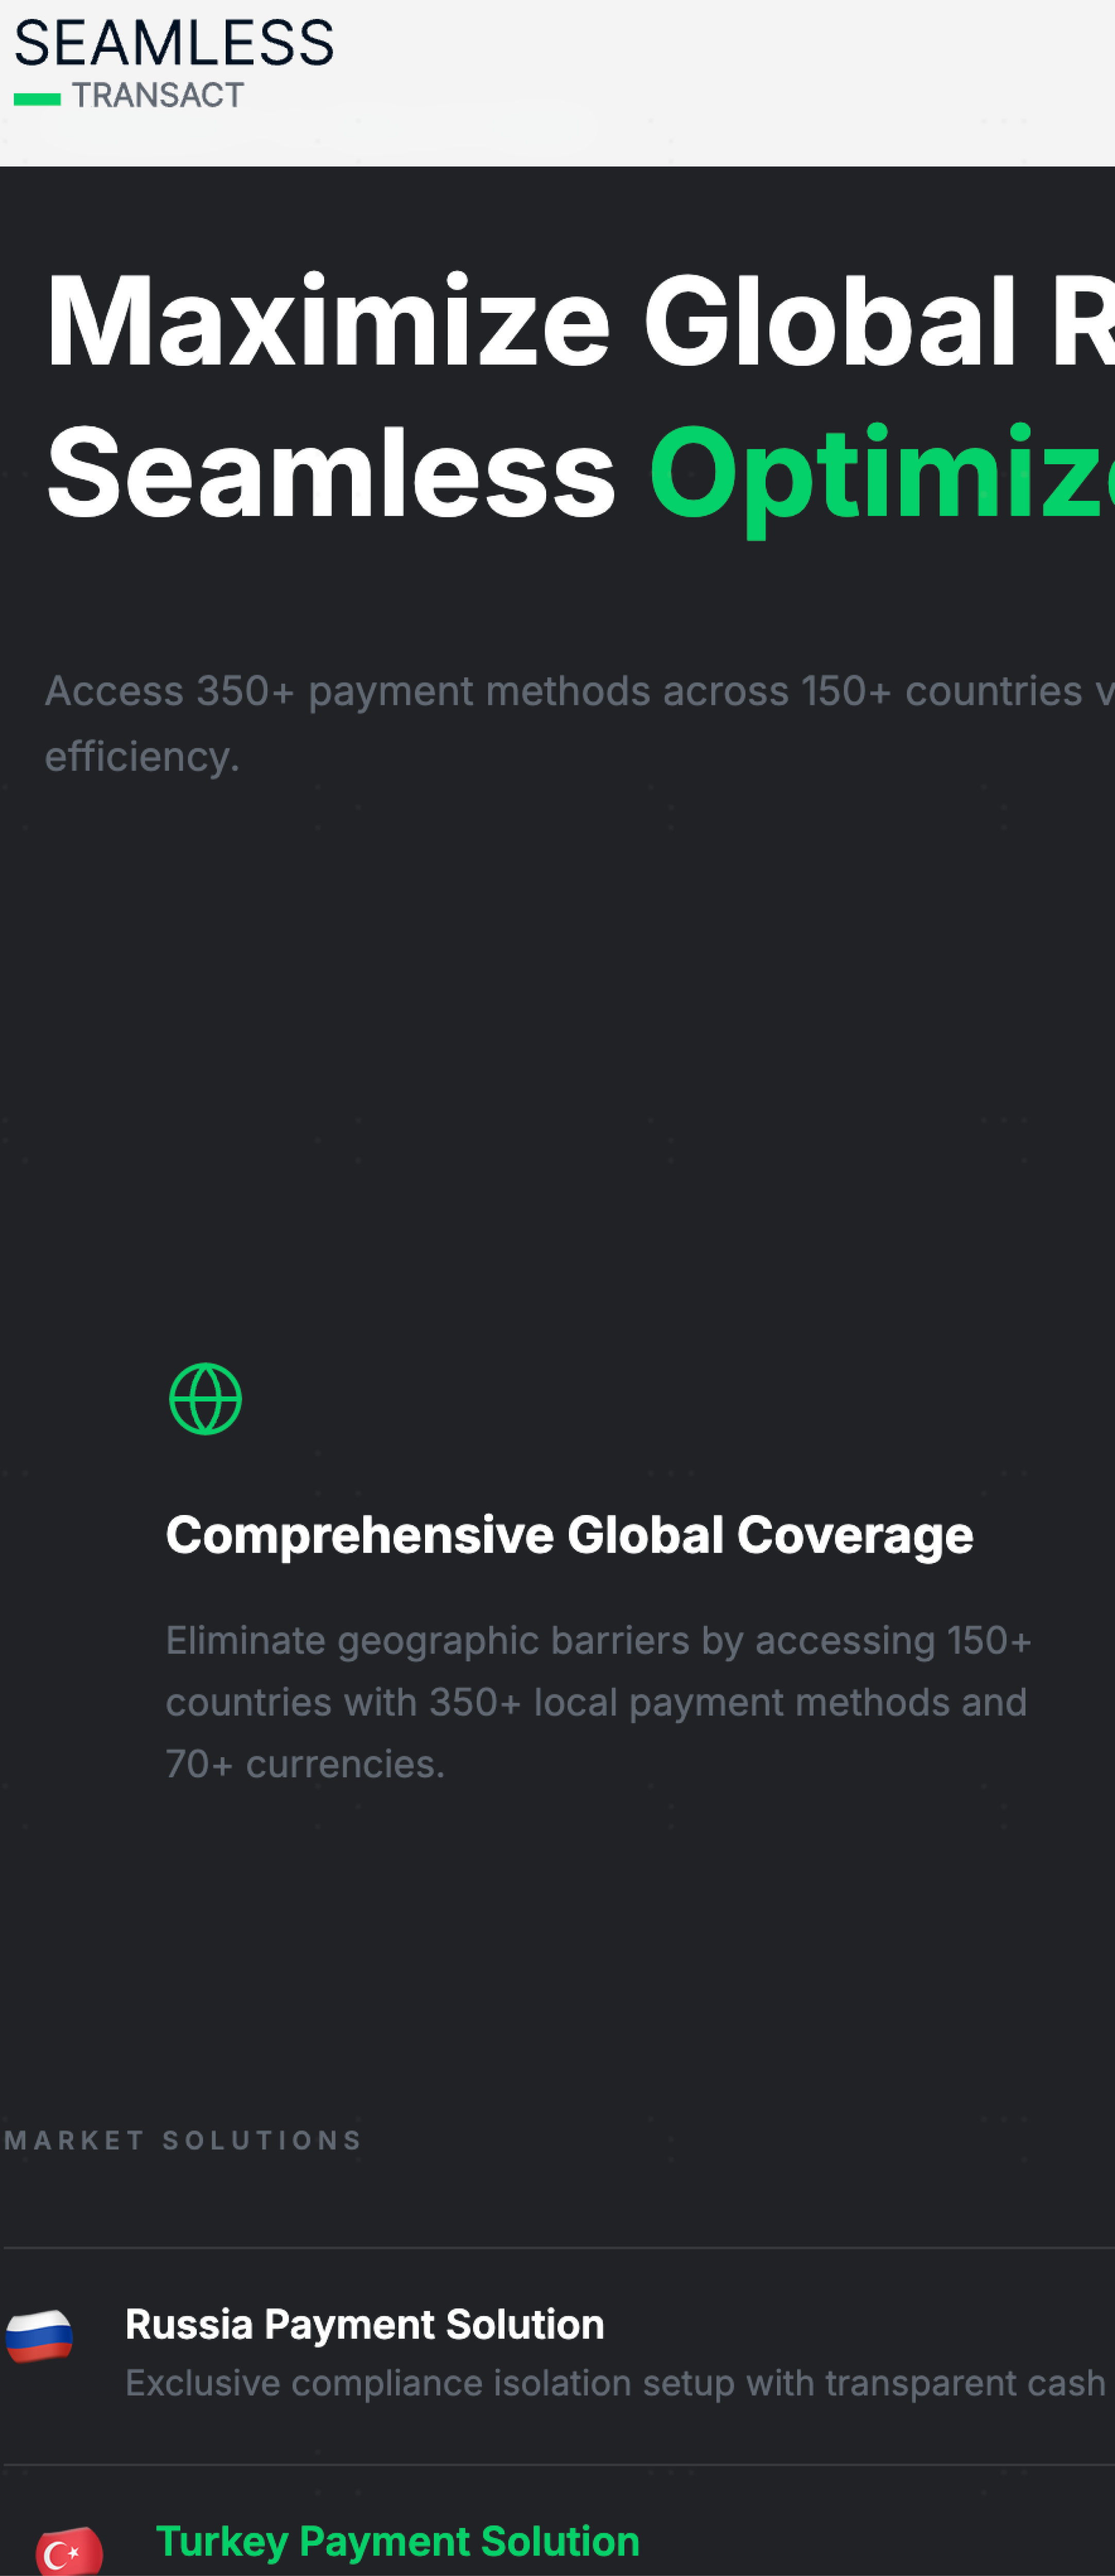 SEAMLESS
TRANSACT
Maximize Global
Seamless
Access 350+ payment methods across 150+ countries
efficiency.
Comprehensive Global Coverage
Eliminate geographic barriers by accessing 150+
countries with 350+ local payment methods and
70+ currencies.
MARKET SOLUTIONS
Russia Payment Solution
Exclusive compliance isolation setup with transparent cash
Turkey Payment Solution